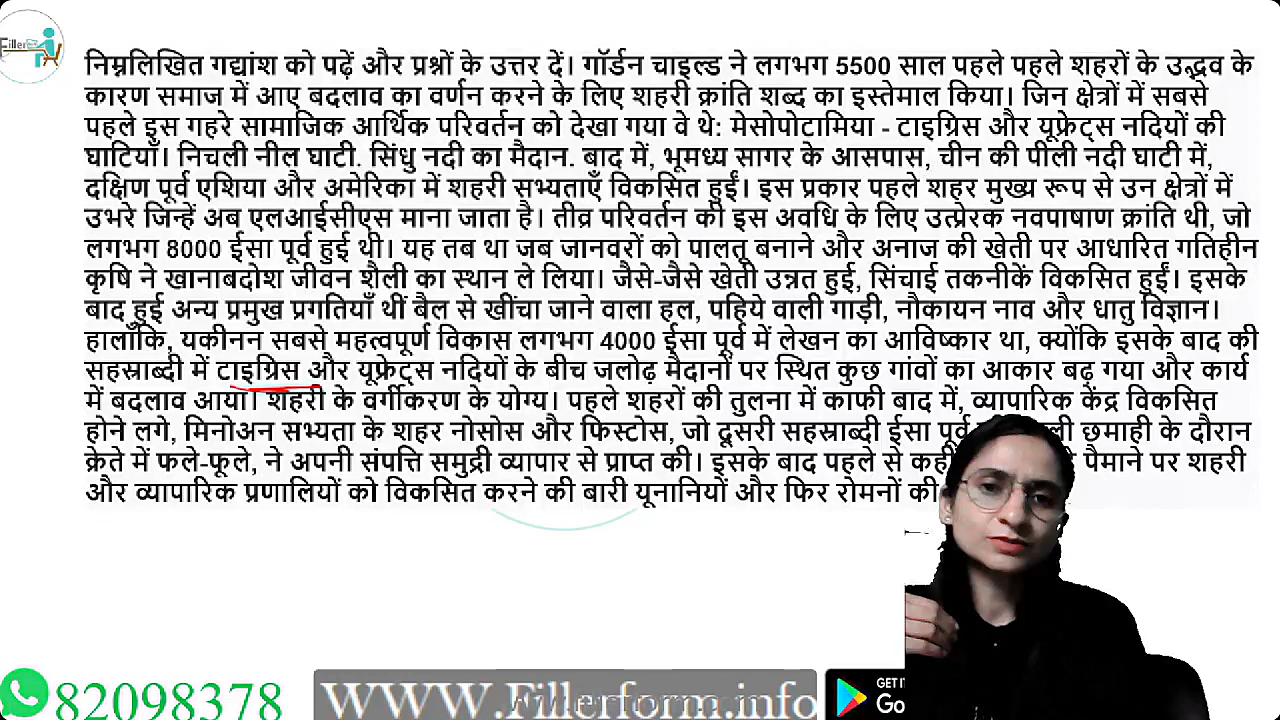 Filler
निम्नलिखित गद्यांश को पढ़ें और प्रश्नों के उत्तर दें। गॉर्डन चाइल्ड ने लगभग 5500 साल पहले पहले शहरों के उद्भव के
कारण समाज में आए बदलाव का वर्णन करने के लिए शहरी क्रांति शब्द का इस्तेमाल किया। जिन क्षेत्रों में सबसे
पहले इस गहरे सामाजिक आर्थिक परिवर्तन को देखा गया वे थे: मेसोपोटामिया - टाइग्रिस और यूफ्रेट्स नदियों की
घाटियाँ। निचली नील घाटी. सिंधु नदी का मैदान. बाद में, भूमध्य सागर के आसपास, चीन की पीली नदी घाटी में,
दक्षिण पूर्व एशिया और अमेरिका में शहरी सभ्यताएँ विकसित हुईं। इस प्रकार पहले शहर मुख्य रूप से उन क्षेत्रों में
उभरे जिन्हें अब एलआईसीएस माना जाता है। तीव्र परिवर्तन की इस अवधि के लिए उत्प्रेरक नवपाषाण क्रांति थी, जो
लगभग 8000 ईसा पूर्व हुई थी। यह तब था जब जानवरों को पालतू बनाने और अनाज की खेती पर आधारित गतिहीन
कृषि ने खानाबदोश जीवन शैली का स्थान ले लिया। जैसे-जैसे खेती उन्नत हुई, सिंचाई तकनीकें विकसित हुईं। इसके
बाद हुई अन्य प्रमुख प्रगतियाँ थीं बैल से खींचा जाने वाला हल, पहिये वाली गाड़ी, नौकायन नाव और धातु विज्ञान।
हालाँकि, यकीनन सबसे महत्वपूर्ण विकास लगभग 4000 ईसा पूर्व में लेखन का आविष्कार था, क्योंकि इसके बाद की
सहस्राब्दी में टाइग्रिस और यूफ्रेट्स नदियों के बीच जलोढ़ मैदानों पर स्थित कुछ गांवों का आकार बढ़ गया और कार्य
में बदलाव आया। शहरी के वर्गीकरण के योग्य। पहले शहरों की तुलना में काफी बाद में, व्यापारिक केंद्र विकसित
होने लगे, मिनोअन सभ्यता के शहर नोसोस और फिस्टोस, जो दूसरी सहस्राब्दी ईसा पूर्व छमाही के दौरान
क्रेते में फले-फूले, ने अपनी संपत्ति समुद्री व्यापार से प्राप्त की। इसके बाद पहले से पैमाने पर शहरी
और व्यापारिक प्रणालियों को विकसित करने की बारी यूनानियों और फिर रोमनों की
82098378
WWW.Fillerform.info
GET I
Go